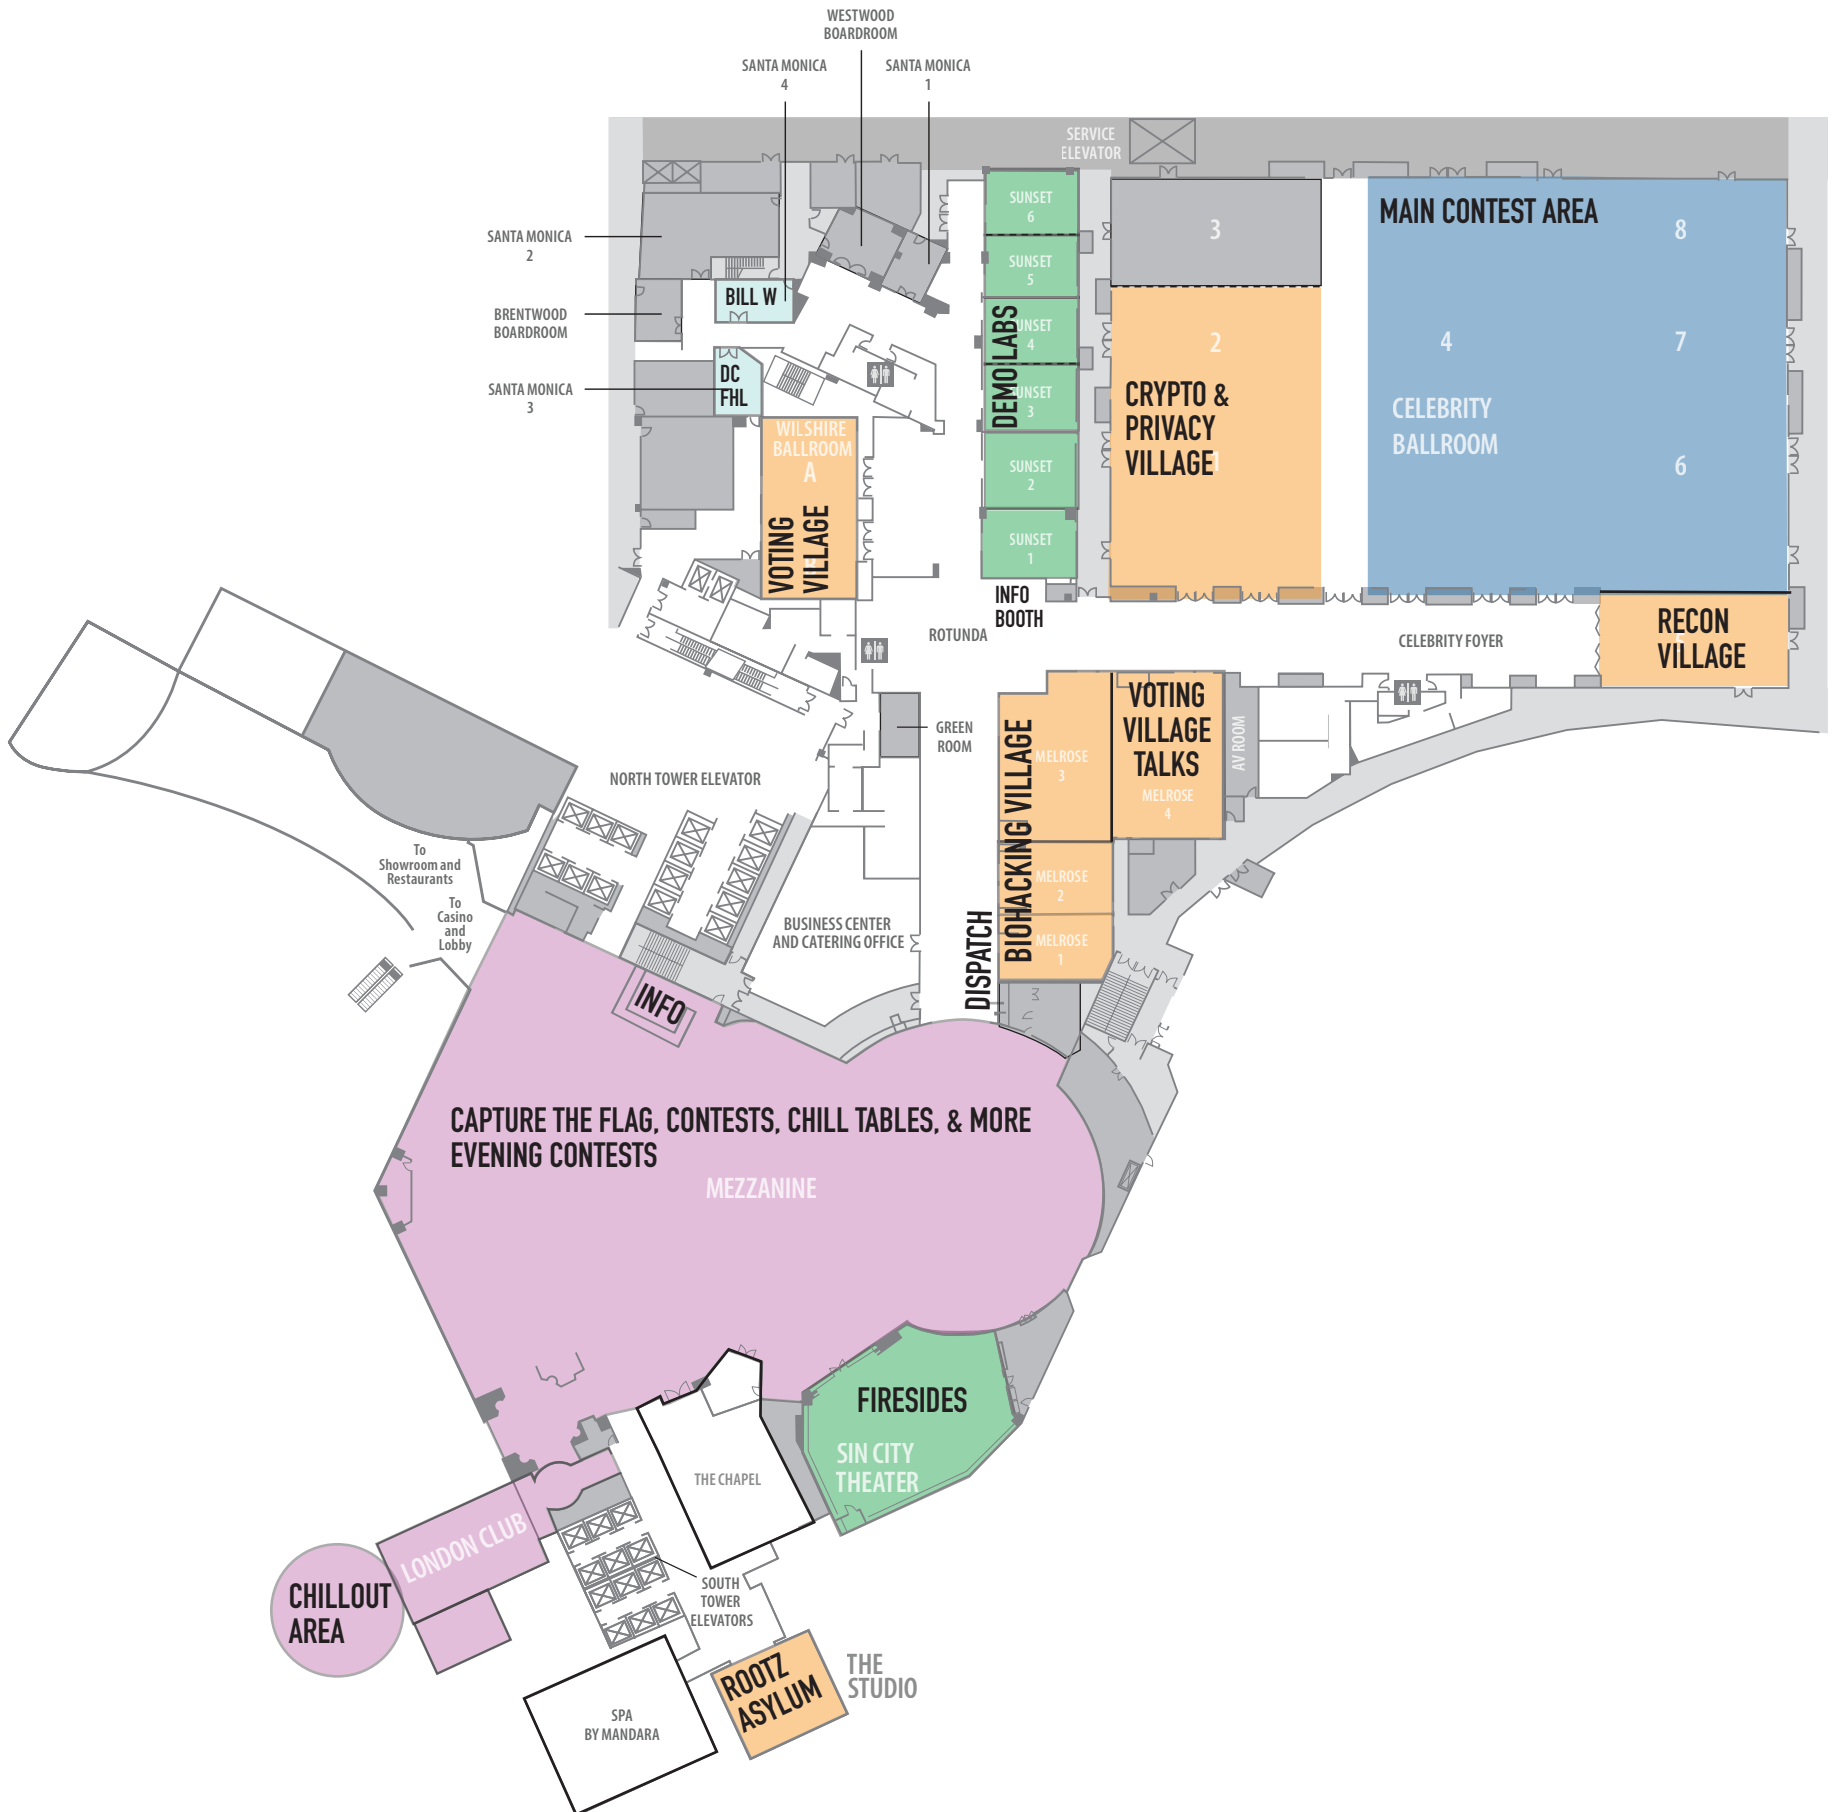 WESTWOOD
BOARDROOM
SANTA MONICA
4
SANTA MONICA
1
SERVICE
ELEVATOR
SANTA MONICA
2
BRENTWOOD
BOARDROOM
SANTA MONICA
3
BILL W
DC
FHL
WILSHIRE
BALLROOM
A
VOTING
VILLAGE
SUNSET
6
SUNSET
5
SUNSET
4
SUNSET
3
SUNSET
2
SUNSET
1
DEMO LABS
3
2
CRYPTO &
PRIVACY
VILLAGE
1
MAIN CONTEST AREA
8
4
7
CELEBRITY
BALLROOM
6
INFO
BOOTH
ROTUNDA
CELEBRITY FOYER
RECON
VILLAGE
GREEN
ROOM
NORTH TOWER ELEVATOR
BIOHACKING VILLAGE
MELROSE
3
MELROSE
2
MELROSE
1
VOTING
VILLAGE
TALKS
MELROSE
4
AV ROOM
To
Showroom and
Restaurants
To
Casino
and
Lobby
BUSINESS CENTER
AND CATERING OFFICE
DISPATCH
INFO
CAPTURE THE FLAG, CONTESTS, CHILL TABLES, & MORE
EVENING CONTESTS
MEZZANINE
FIRESIDES
SIN CITY
THEATER
THE CHAPEL
LONDON CLUB
CHILLOUT
AREA
SOUTH
TOWER
ELEVATORS
ROOTZ
ASYLUM
THE
STUDIO
SPA
BY MANDARA